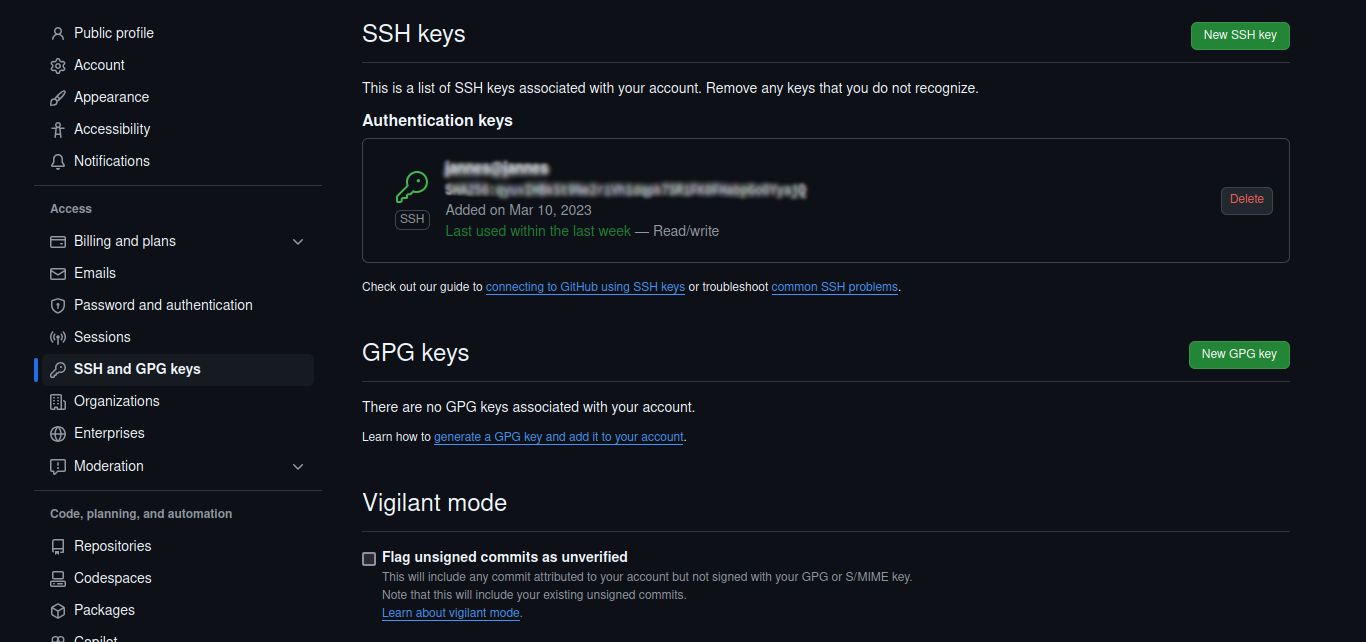 Public profile
Account
Appearance
Accessibility
Notifications
Access
Billing and plans
Emails
Password and authentication
Sessions
SSH and GPG keys
Organizations
Enterprises
Moderation
Code, planning, and automation
Repositories
Codespaces
Packages
Copilot
SSH keys
New SSH key
This is a list of SSH keys associated with your account. Remove any keys that you do not recognize.
Authentication keys
SSH
Added on Mar 10, 2023
Last used within the last week — Read/write
Delete
Check out our guide to connecting to GitHub using SSH keys or troubleshoot common SSH problems.
GPG keys
New GPG key
There are no GPG keys associated with your account.
Learn how to generate a GPG key and add it to your account.
Vigilant mode
Flag unsigned commits as unverified
This will include any commit attributed to your account but not signed with your GPG or S/MIME key.
Note that this will include your existing unsigned commits.
Learn about vigilant mode.